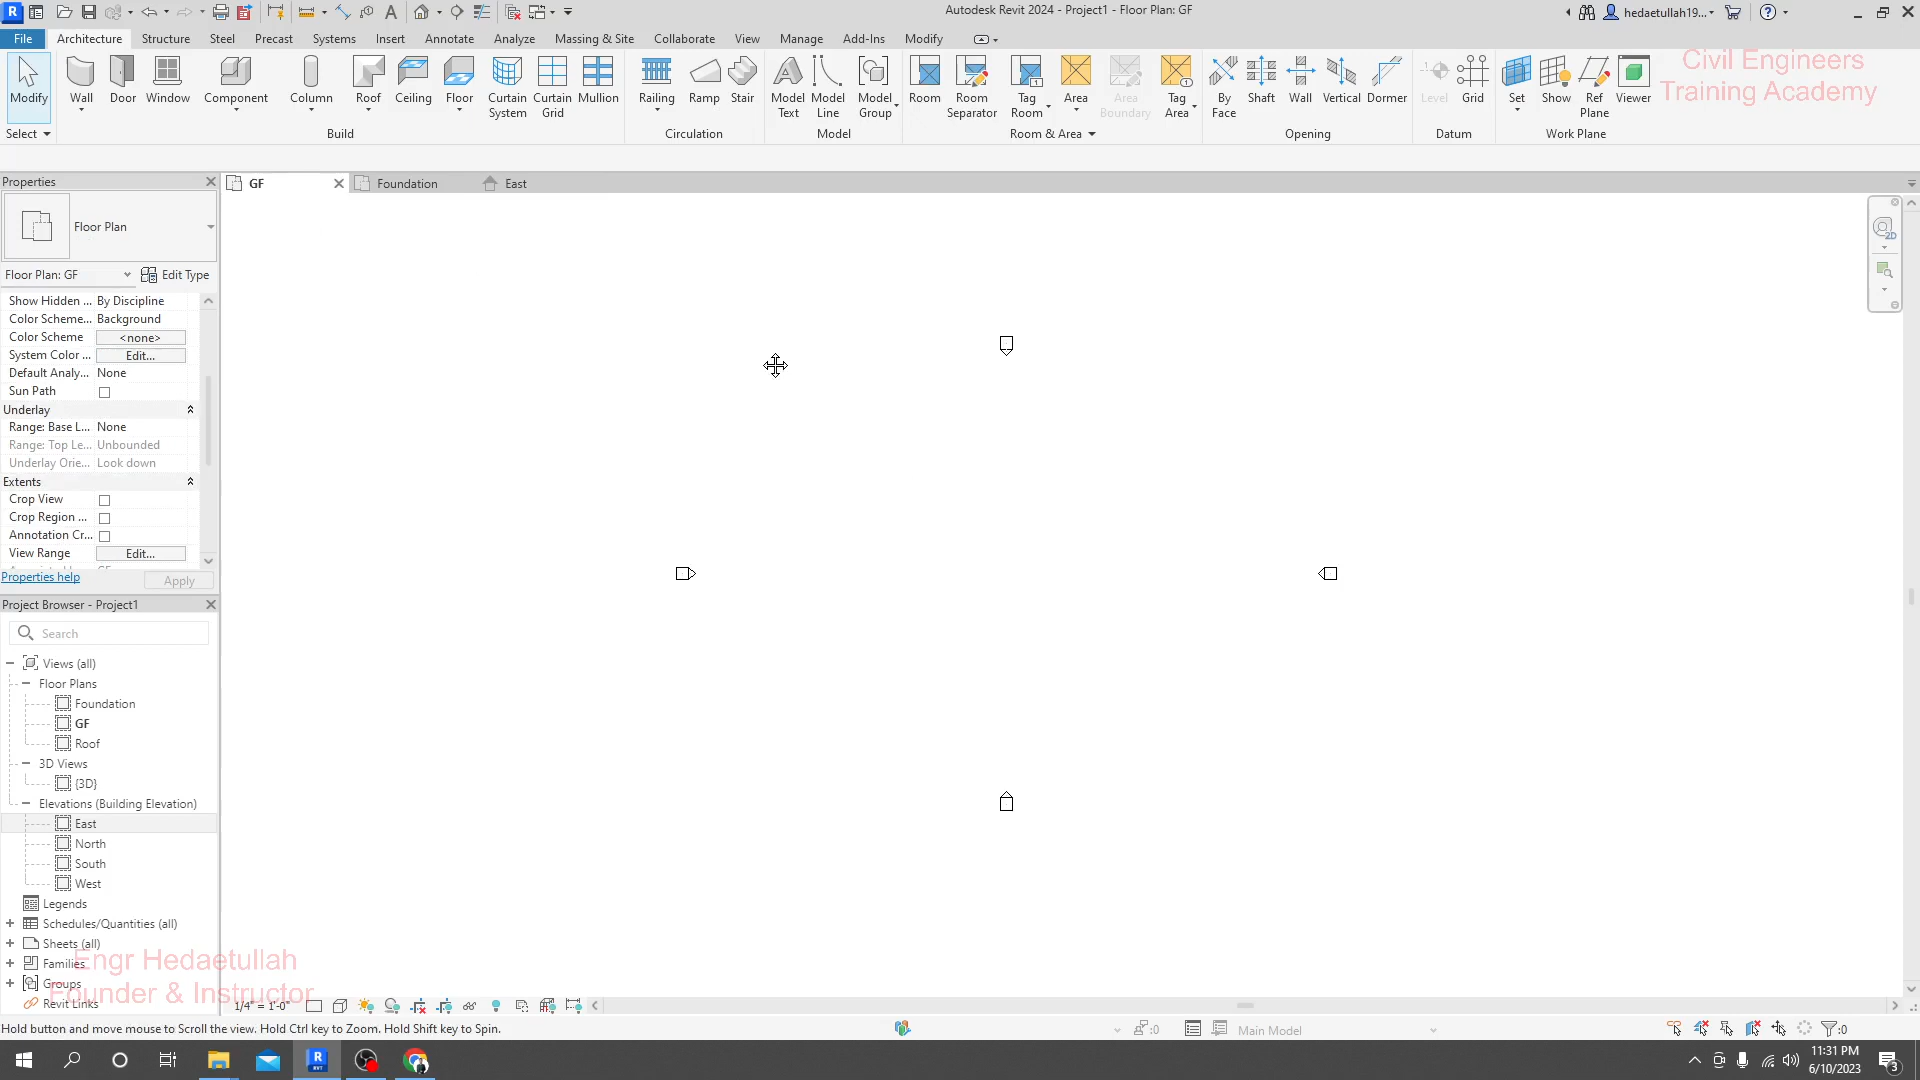 Autodesk Revit 2024 - Project1 - Floor Plan: GF
hedaetullah19...
File Architecture Structure Steel Precast Systems Insert Annotate Analyze Massing & Site Collaborate View Manage Add-Ins Modify
Modify Wall Door Window Component Column Roof Ceiling Floor Curtain System Curtain Grid Mullion Railing Ramp Stair Model Text Model Line Model Group Room Room Separator Tag Room Area Area Boundary Tag Area By Face Shaft Wall Vertical Dormer Level Grid Set Show Ref Plane Viewer
Select Build Circulation Model Room & Area Opening Datum Work Plane
Civil Engineers
Training Academy
Properties
GF Foundation East
Floor Plan
Floor Plan: GF Edit Type
Show Hidden ... By Discipline
Color Scheme... Background
Color Scheme <none>
System Color ... Edit...
Default Analy... None
Sun Path
Underlay
Range: Base L... None
Range: Top Le... Unbounded
Underlay Orie... Look down
Extents
Crop View
Crop Region ...
Annotation Cr...
View Range Edit...
Properties help Apply
Project Browser - Project1
Search
Views (all)
Floor Plans
Foundation
GF
Roof
3D Views
{3D}
Elevations (Building Elevation)
East
North
South
West
Legends
Schedules/Quantities (all)
Sheets (all)
Families
Groups
Revit Links
Engr Hedaetullah
Founder & Instructor
1/4" = 1'-0"
Hold button and move mouse to Scroll the view. Hold Ctrl key to Zoom. Hold Shift key to Spin.
:0 Main Model :0
11:31 PM
6/10/2023
3
2D